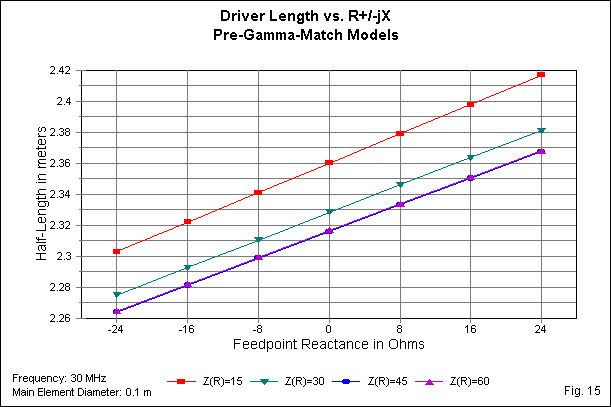 Driver Length vs. R+/-jX
Pre-Gamma-Match Models
2.42
2.4
2.38
2.36
2.34
2.32
2.3
2.28
2.26
Half-Length in meters
-24
-16
-8
0
8
16
24
Feedpoint Reactance in Ohms
Frequency: 30 MHz
Main Element Diameter: 0.1 m
Z(R)=15
Z(R)=30
Z(R)=45
Z(R)=60
Fig. 15